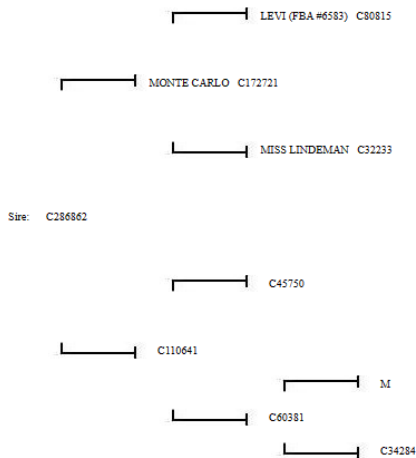 LEVI (FBA #6583) C80815
MONTE CARLO C172721
MISS LINDEMAN C32233
Sire: C286862
C45750
C110641
M
C60381
C34284